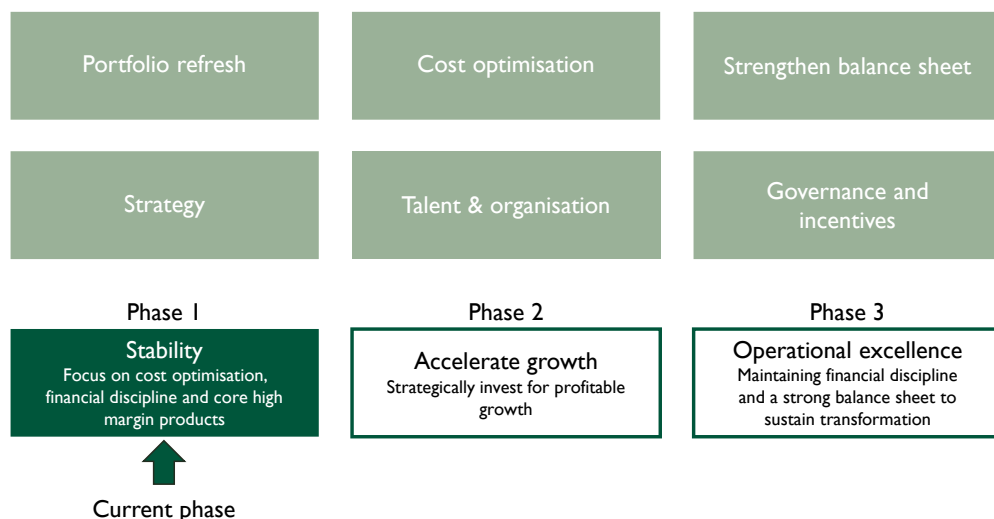 Portfolio refresh
Cost optimisation
Strengthen balance sheet
Strategy
Talent & organisation
Governance and
incentives
Phase 1
Phase 2
Phase 3
Stability
Focus on cost optimisation,
financial discipline and core high
margin products
Accelerate growth
Strategically invest for profitable
growth
Operational excellence
Maintaining financial discipline
and a strong balance sheet to
sustain transformation
Current phase